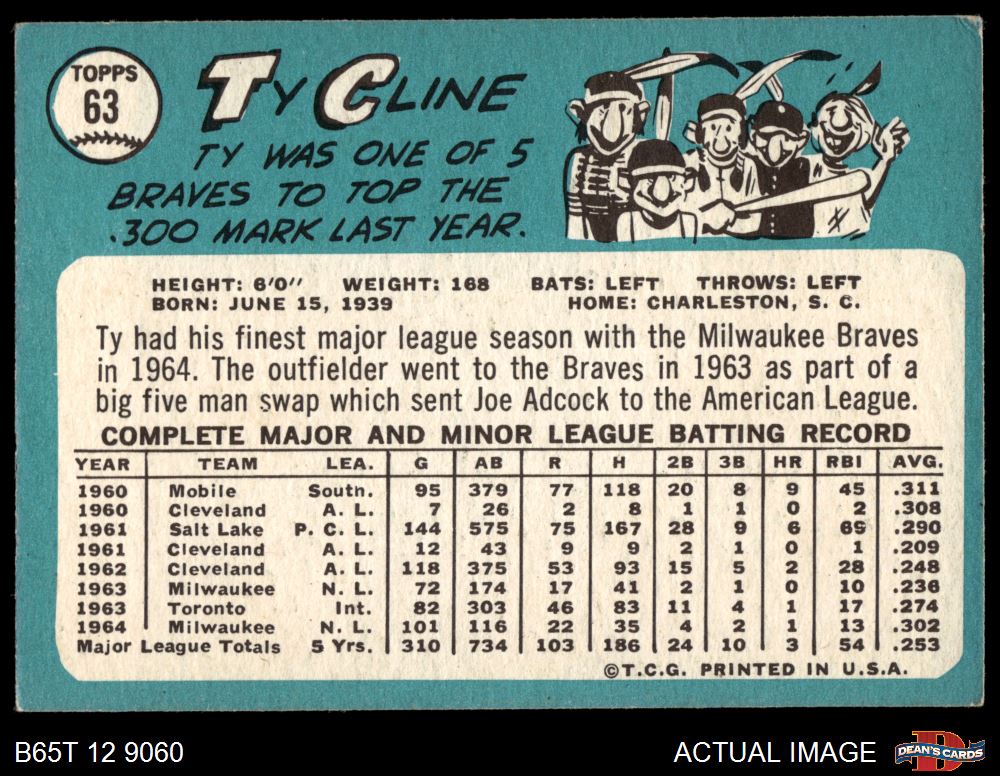 TOPPS
63
TY CLINE
TY WAS ONE OF 5
BRAVES TO TOP THE
.300 MARK LAST YEAR.
HEIGHT: 6'0" WEIGHT: 168 BATS: LEFT THROWS: LEFT
BORN: JUNE 15, 1939 HOME: CHARLESTON, S. C.
Ty had his finest major league season with the Milwaukee Braves
in 1964. The outfielder went to the Braves in 1963 as part of a
big five man swap which sent Joe Adcock to the American League.
COMPLETE MAJOR AND MINOR LEAGUE BATTING RECORD
YEAR TEAM LEA. G AB R H 2B 3B HR RBI AVG.
1960 Mobile South. 95 379 77 118 20 8 9 45 .311
1960 Cleveland A. L. 7 26 2 8 1 1 0 2 .308
1961 Salt Lake P. C. L. 144 575 75 167 28 9 6 69 .290
1961 Cleveland A. L. 12 43 9 9 2 1 0 1 .209
1962 Cleveland A. L. 118 375 53 93 15 5 2 28 .248
1963 Milwaukee N. L. 72 174 17 41 2 1 0 10 .236
1963 Toronto Int. 82 303 46 83 11 4 1 17 .274
1964 Milwaukee N. L. 101 116 22 35 4 2 1 13 .302
Major League Totals 5 Yrs. 310 734 103 186 24 10 3 54 .253
©T.C.G. PRINTED IN U.S.A.
B65T 12 9060 ACTUAL IMAGE
D
DEAN'S CARDS